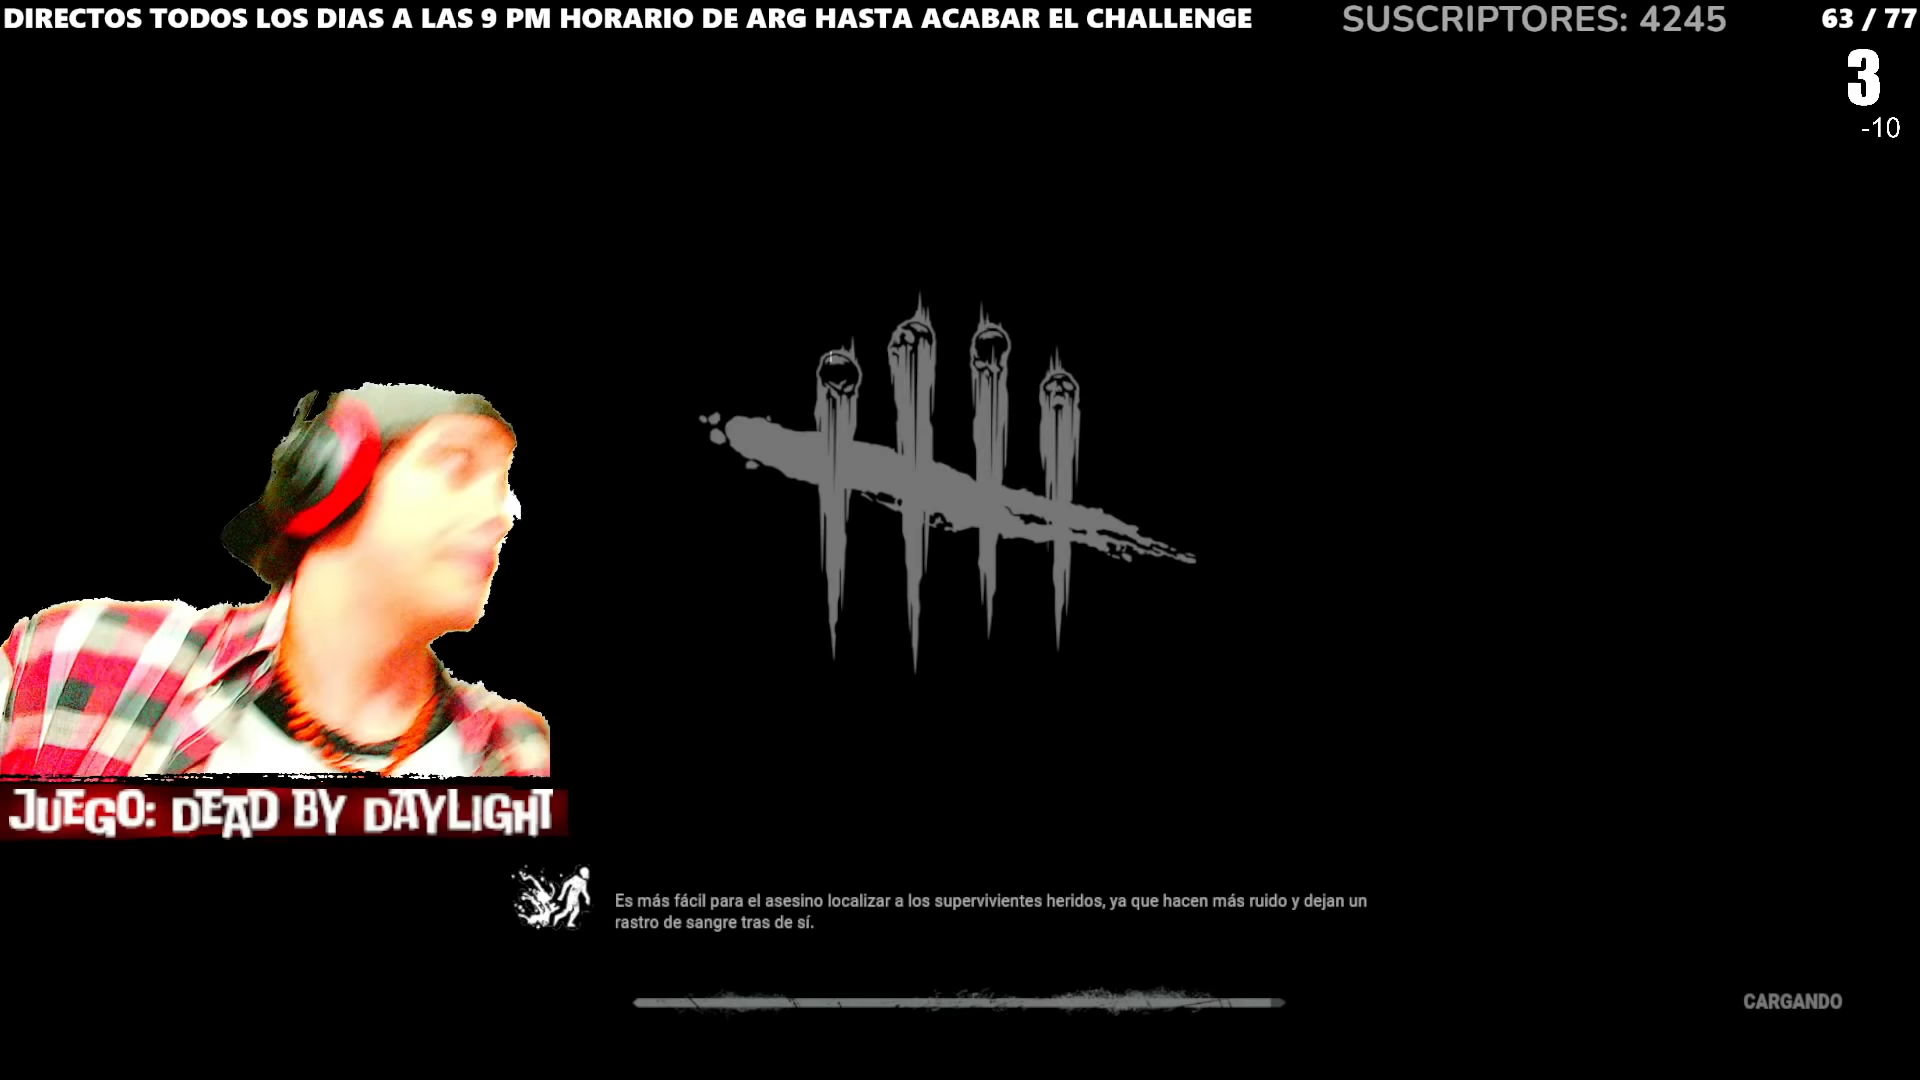 DIRECTOS TODOS LOS DIAS A LAS 9 PM HORARIO DE ARG HASTA ACABAR EL CHALLENGE
SUSCRIPTORES: 4245
63 / 77
3
-10
JUEGO: DEAD BY DAYLIGHT
Es más fácil para el asesino localizar a los supervivientes heridos, ya que hacen más ruido y dejan un
rastro de sangre tras de sí.
CARGANDO